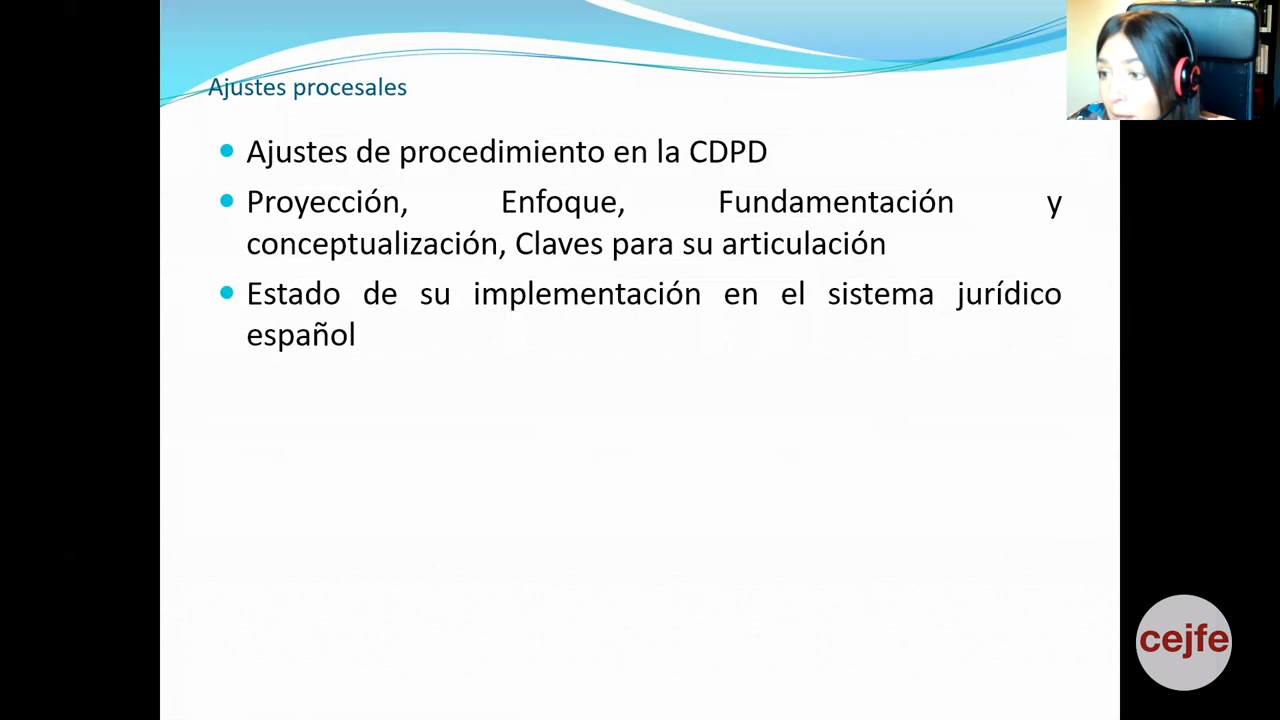 Ajustes procesales
Ajustes de procedimiento en la CDPD
Proyección, Enfoque, Fundamentación y
conceptualización, Claves para su articulación
Estado de su implementación en el sistema jurídico
español
cejfe